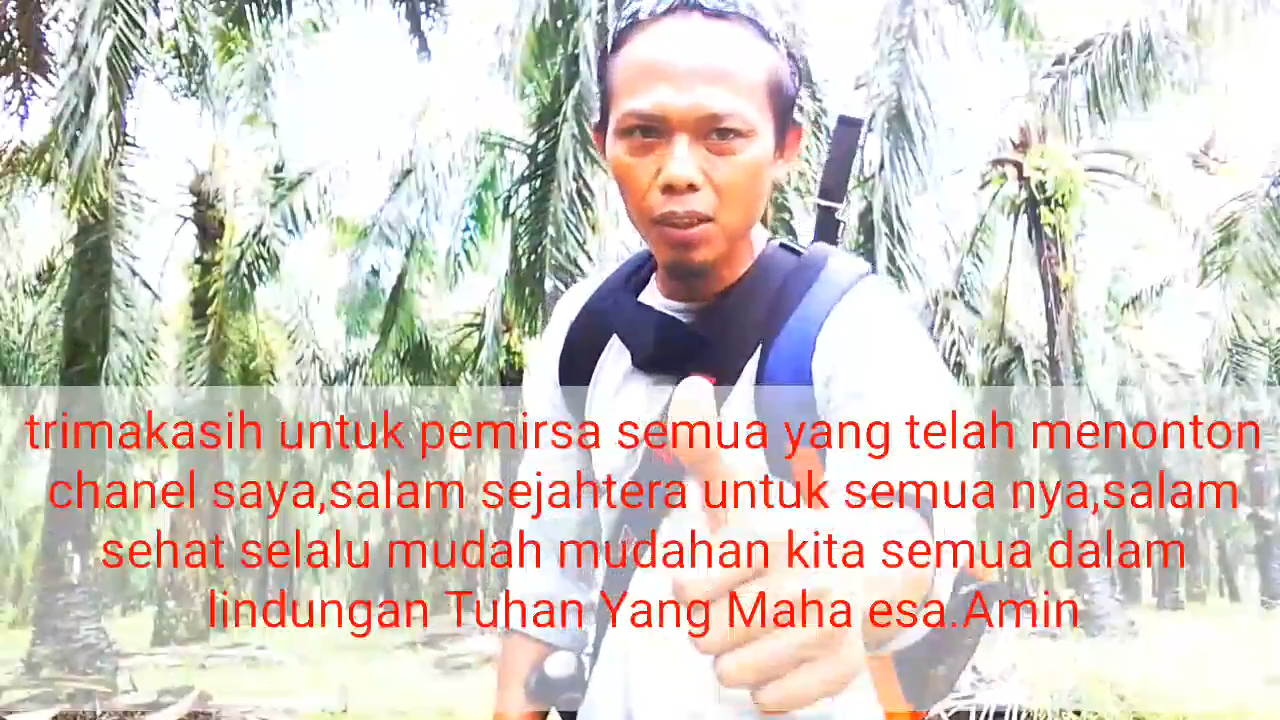 trimakasih untuk pemirsa semua yang telah menonton
chanel saya,salam sejahtera untuk semua nya,salam
sehat selalu mudah mudahan kita semua dalam
lindungan Tuhan Yang Maha esa.Amin